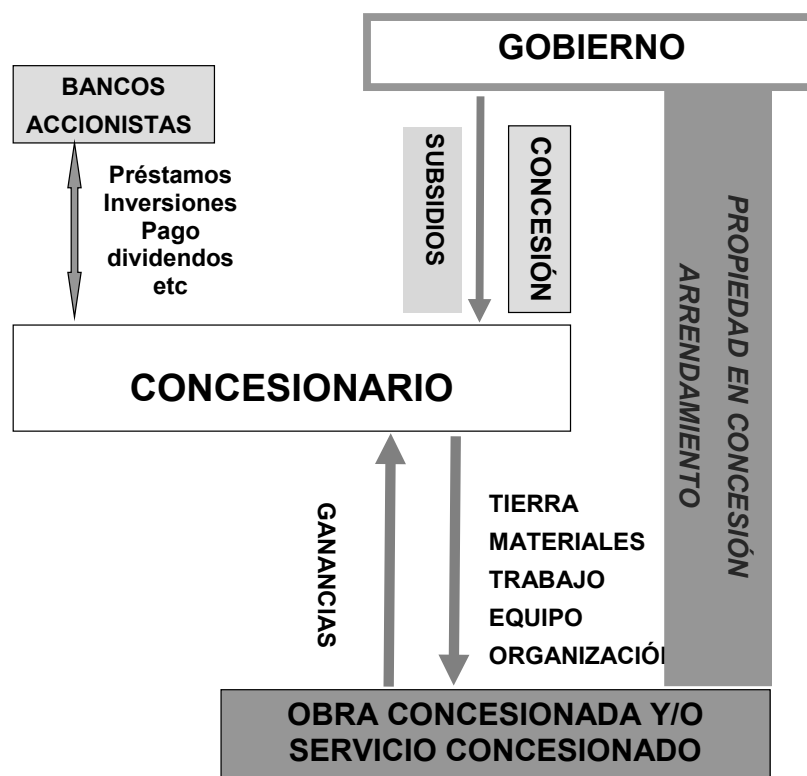 GOBIERNO
BANCOS
ACCIONISTAS
Préstamos
Inversiones
Pago
dividendos
etc
SUBSIDIOS
CONCESIÓN
PROPIEDAD EN CONCESIÓN
ARRENDAMIENTO
CONCESIONARIO
GANANCIAS
TIERRA
MATERIALES
TRABAJO
EQUIPO
ORGANIZACIÓN
OBRA CONCESIONADA Y/O
SERVICIO CONCESIONADO